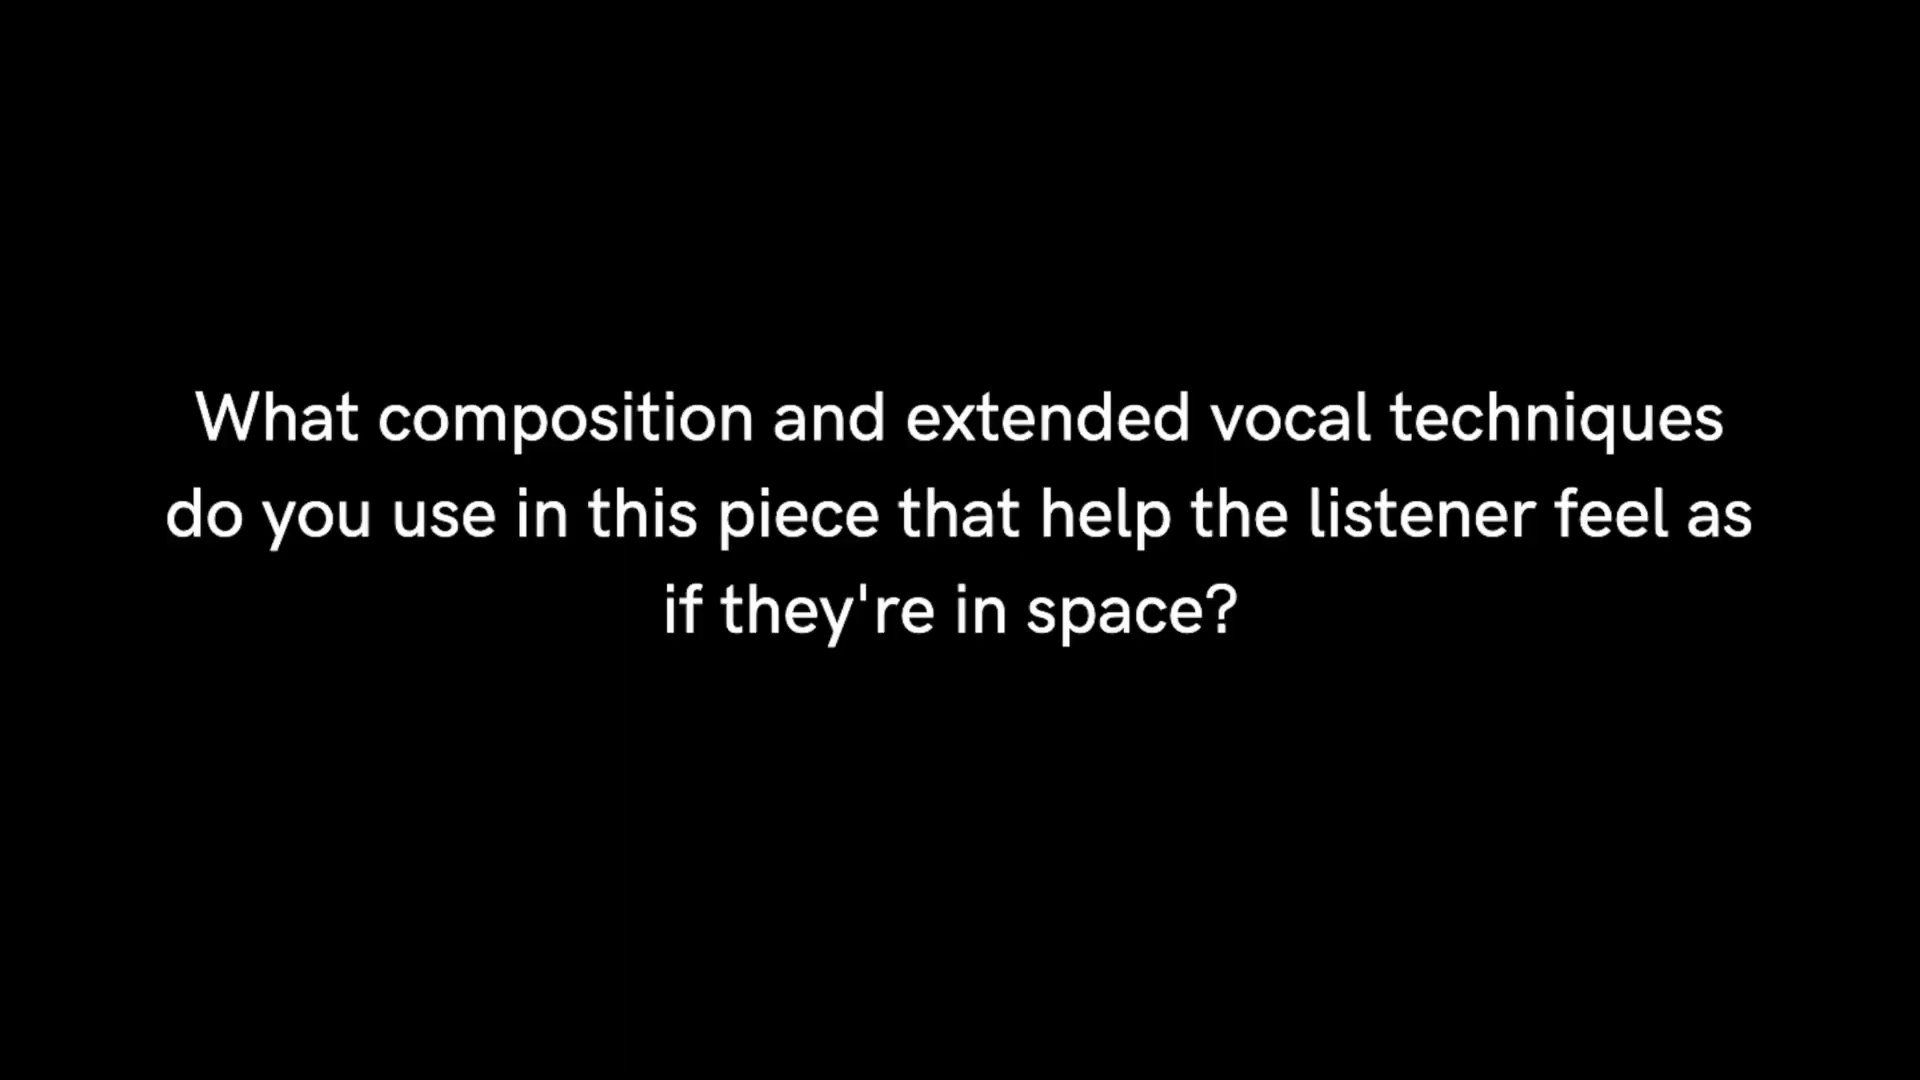 What composition and extended vocal techniques
do you use in this piece that help the listener feel as
if they're in space?